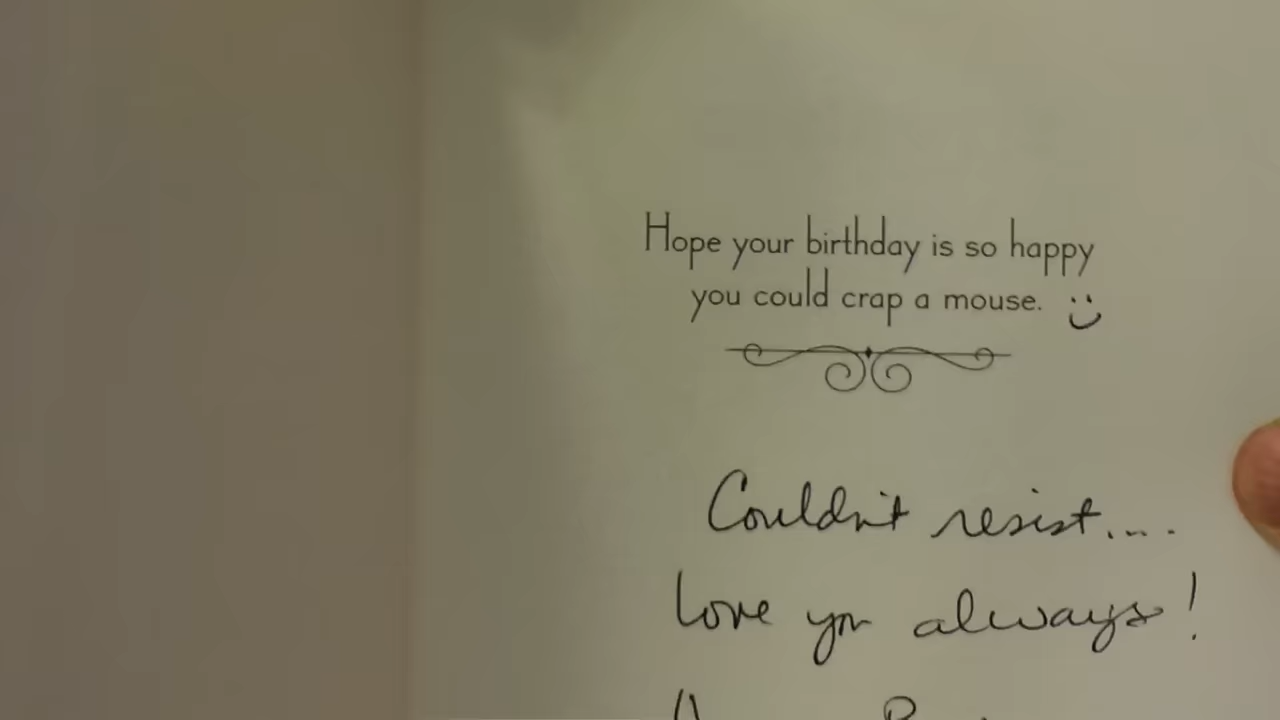 Hope your birthday is so happy
you could crap a mouse.
Couldn't resist....
love you always!